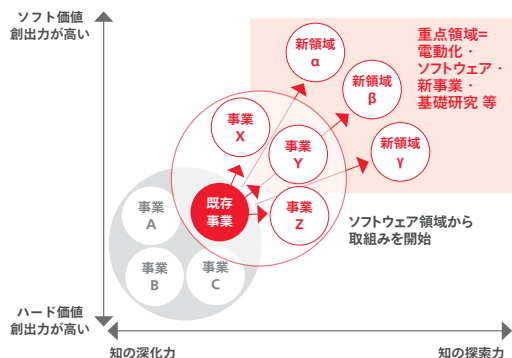 ソフト価値
創出力が高い
重点領域=
電動化・
ソフトウェア・
新事業・
基礎研究 等
新領域
α
新領域
β
新領域
γ
事業
X
事業
Y
事業
Z
既存
事業
事業
A
事業
B
事業
C
ソフトウェア領域から
取組みを開始
ハード価値
創出力が高い
知の深化力
知の探索力